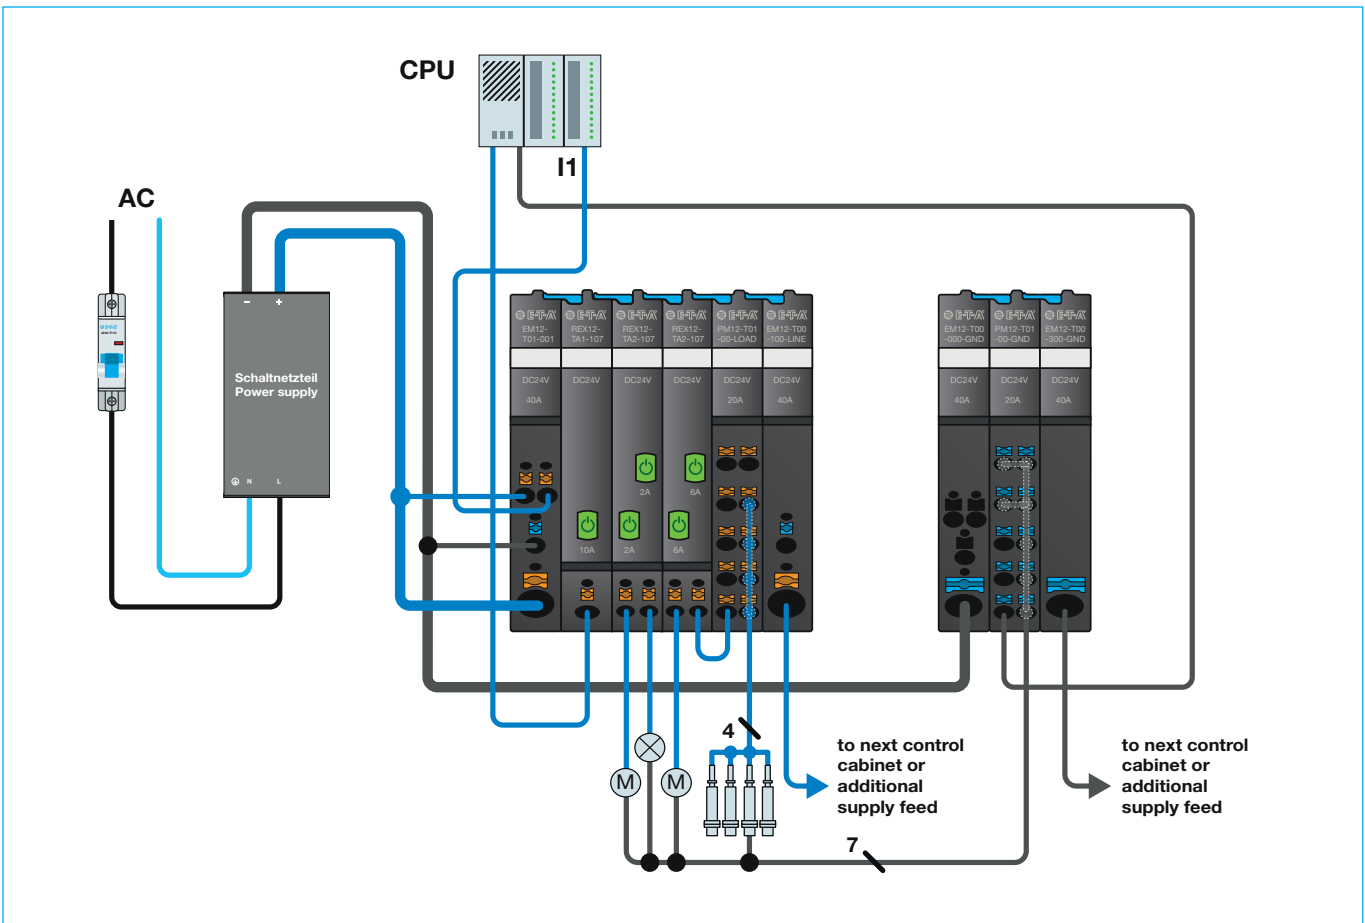 CPU
I1
AC
- +
Schaltnetzteil
Power supply
N L
E-T-A E-T-A E-T-A E-T-A E-T-A E-T-A
EM12- REX12- REX12- REX12- PM12-T01 EM12-T00
T01-001 TA1-107 TA2-107 TA2-107 -00-LOAD -100-LINE
DC24V DC24V DC24V DC24V DC24V DC24V
40A 20A 40A
2A 6A
10A 2A 6A
E-T-A E-T-A E-T-A
EM12-T00 PM12-T01 EM12-T00
-000-GND -00-GND -300-GND
DC24V DC24V DC24V
40A 20A 40A
4
M M
to next control
cabinet or
additional
supply feed
to next control
cabinet or
additional
supply feed
7